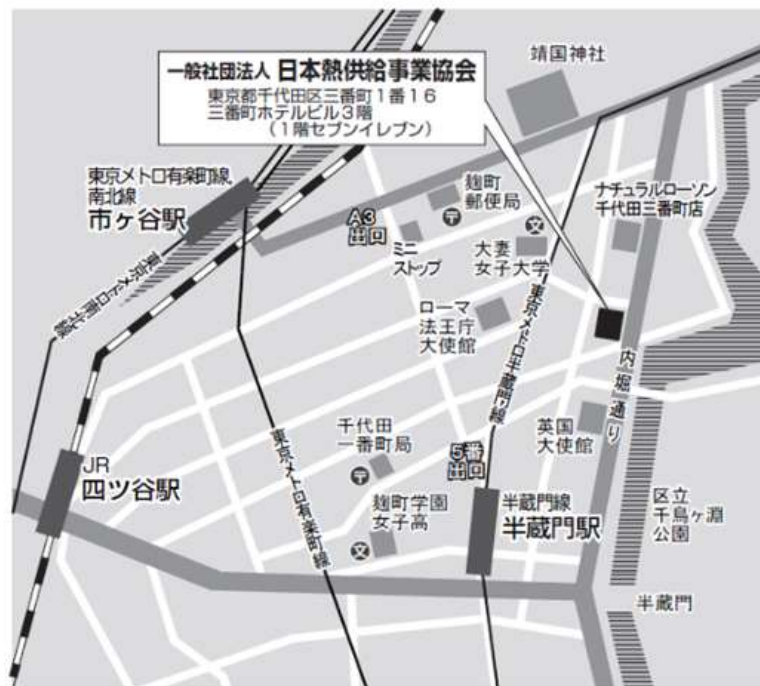 一般社団法人 日本熱供給事業協会
東京都千代田区三番町1番16
三番町ホテルビル3階
(1階セブンイレブン)
靖国神社
東京メトロ有楽町線、
南北線
市ヶ谷駅
A3
出口
麹町
郵便局
ナチュラルローソン
千代田三番町店
ミニ
ストップ
大妻
女子大学
東京メトロ南北線
ローマ
法王庁
大使館
東京メトロ半蔵門線
内堀通り
千代田
一番町局
東京メトロ有楽町線
5番
出口
英国
大使館
JR
四ツ谷駅
麹町学園
女子高
半蔵門線
半蔵門駅
区立
千鳥ヶ淵
公園
半蔵門